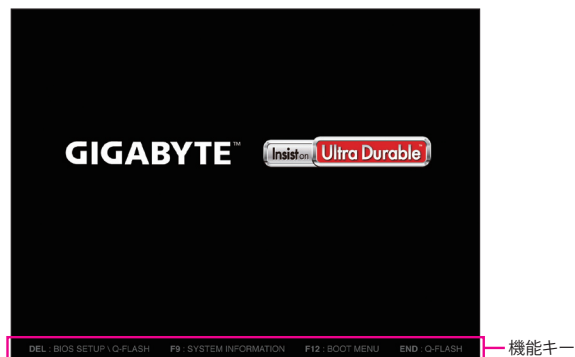 GIGABYTE™ Insist on Ultra Durable™
DEL : BIOS SETUP \ Q-FLASH F9 : SYSTEM INFORMATION F12 : BOOT MENU END : Q-FLASH
機能キー